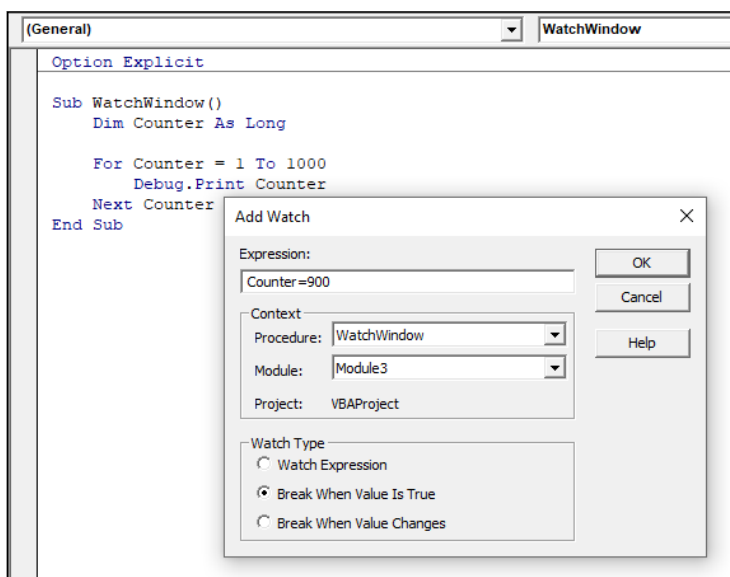 (General)
WatchWindow
Option Explicit
Sub WatchWindow()
Dim Counter As Long
For Counter = 1 To 1000
Debug.Print Counter
Next Counter
End Sub
Add Watch
Expression:
Counter=900
OK
Cancel
Help
Context
Procedure: WatchWindow
Module: Module3
Project: VBAProject
Watch Type
Watch Expression
Break When Value Is True
Break When Value Changes